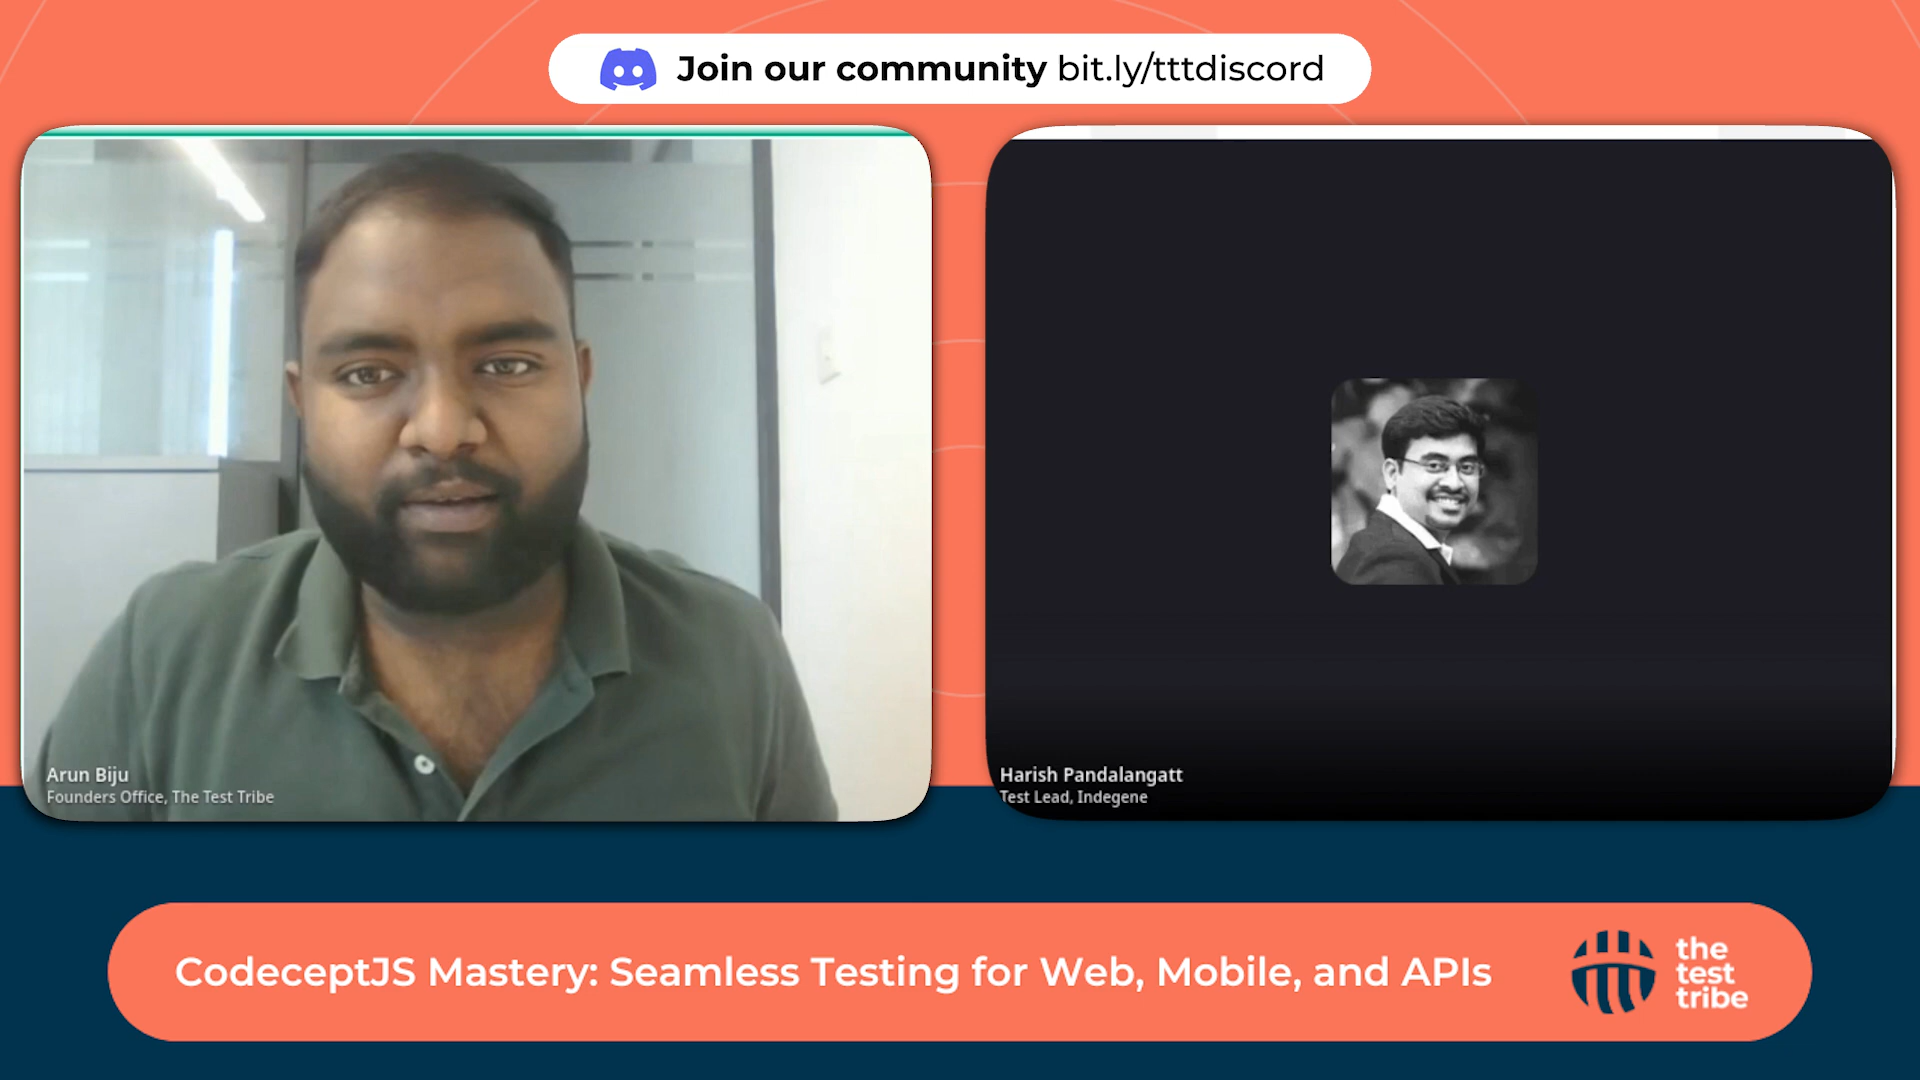 Join our community bit.ly/tttdiscord
Arun Biju
Founders Office, The Test Tribe
Harish Pandalangatt
Test Lead, Indegene
CodeceptJS Mastery: Seamless Testing for Web, Mobile, and APIs
the
test
tribe